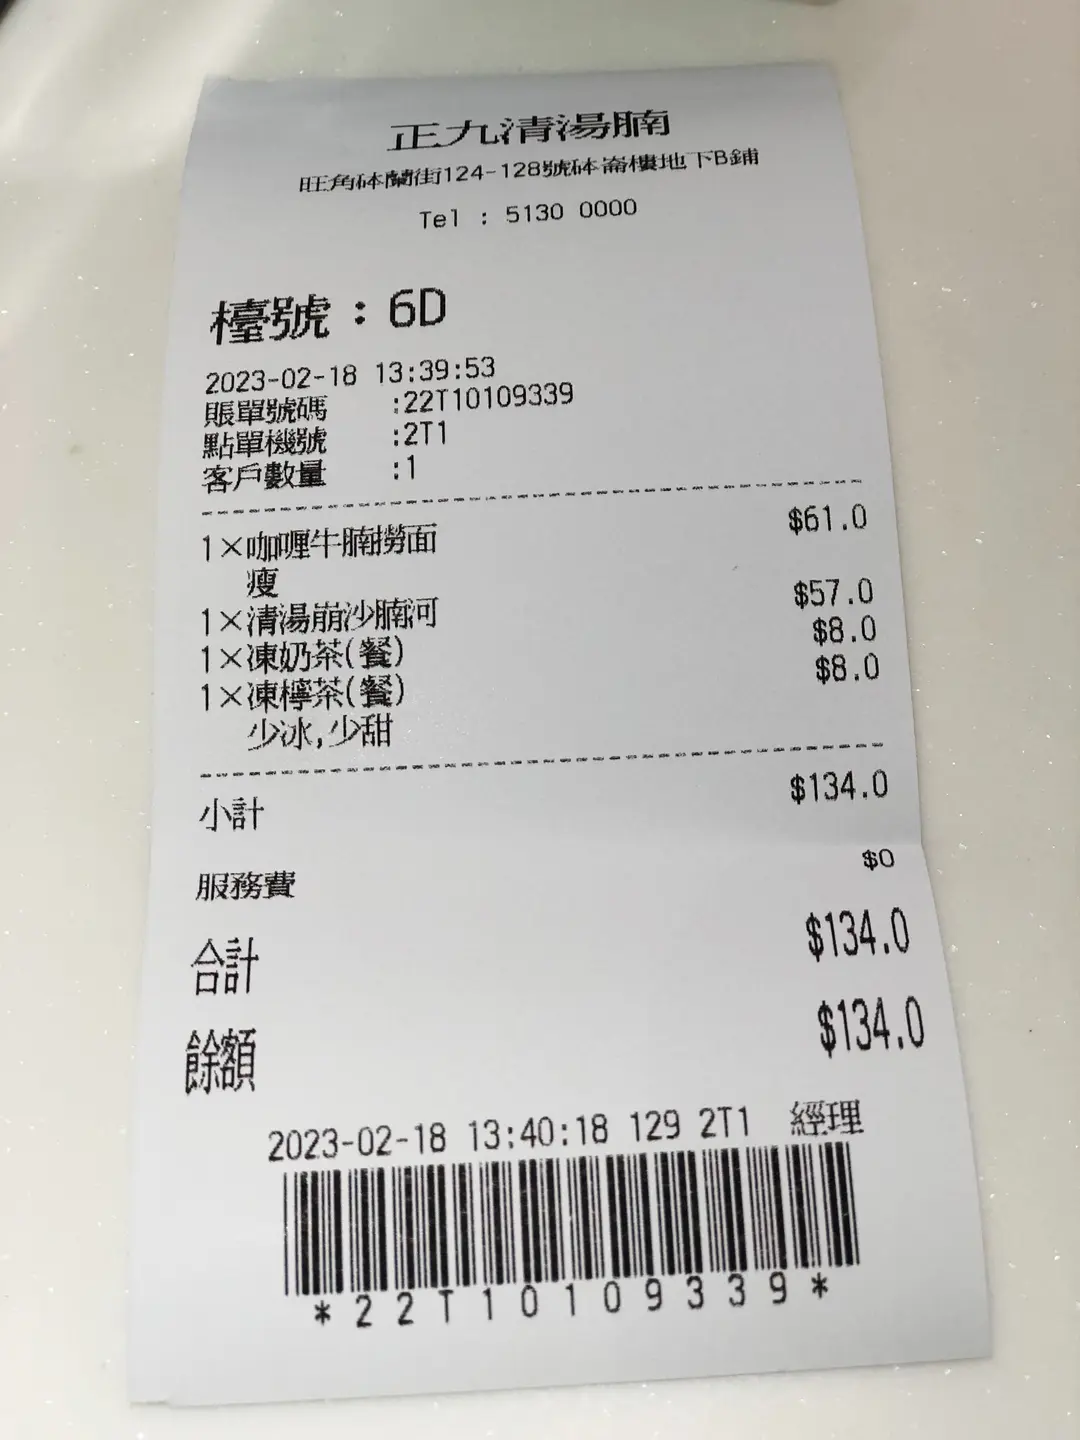 正九清湯腩
旺角砵蘭街124-128號砵崙樓地下B鋪
Tel : 5130 0000
檯號：6D
2023-02-18 13:39:53
賬單號碼 :22T10109339
點單機號 :2T1
客戶數量 :1
1×咖喱牛腩撈面 $61.0
瘦
1×清湯崩沙腩河 $57.0
1×凍奶茶(餐) $8.0
1×凍檸茶(餐) $8.0
少冰,少甜
小計 $134.0
服務費 $0
合計 $134.0
餘額 $134.0
2023-02-18 13:40:18 129 2T1 經理
*22T10109339*